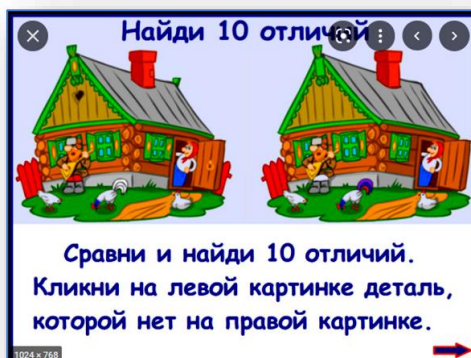 Найди 10 отличий
Сравни и найди 10 отличий.
Кликни на левой картинке деталь,
которой нет на правой картинке.
1024 × 768